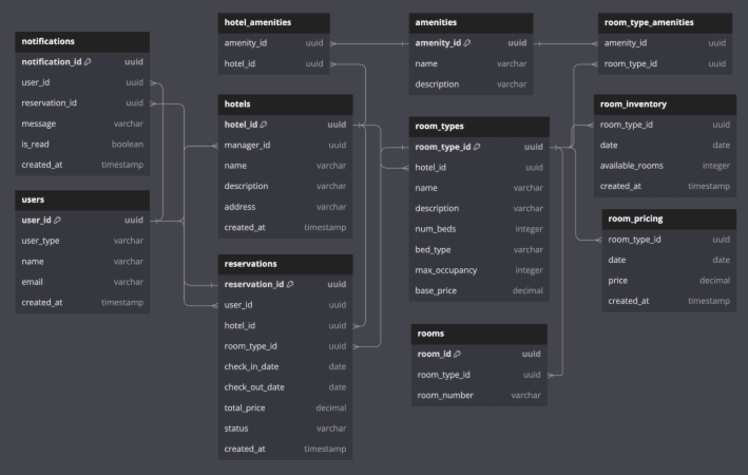 notifications
notification_id uuid
user_id uuid
reservation_id uuid
message varchar
is_read boolean
created_at timestamp
users
user_id uuid
user_type varchar
name varchar
email varchar
created_at timestamp
hotel_amenities
amenity_id uuid
hotel_id uuid
hotels
hotel_id uuid
manager_id uuid
name varchar
description varchar
address varchar
created_at timestamp
reservations
reservation_id uuid
user_id uuid
hotel_id uuid
room_type_id uuid
check_in_date date
check_out_date date
total_price decimal
status varchar
created_at timestamp
amenities
amenity_id uuid
name varchar
description varchar
room_types
room_type_id uuid
hotel_id uuid
name varchar
description varchar
num_beds integer
bed_type varchar
max_occupancy integer
base_price decimal
rooms
room_id uuid
room_type_id uuid
room_number varchar
room_type_amenities
amenity_id uuid
room_type_id uuid
room_inventory
room_type_id uuid
date date
available_rooms integer
created_at timestamp
room_pricing
room_type_id uuid
date date
price decimal
created_at timestamp